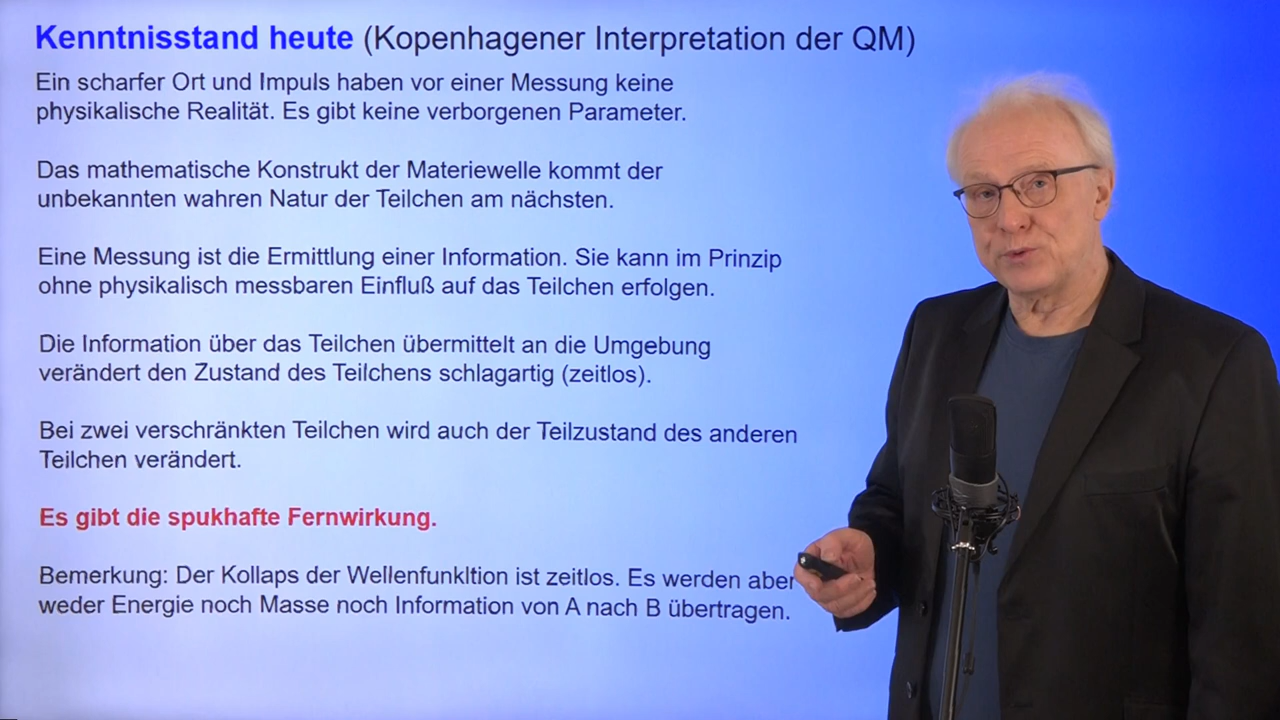 Kenntnisstand heute (Kopenhagener Interpretation der QM)
Ein scharfer Ort und Impuls haben vor einer Messung keine
physikalische Realität. Es gibt keine verborgenen Parameter.
Das mathematische Konstrukt der Materiewelle kommt der
unbekannten wahren Natur der Teilchen am nächsten.
Eine Messung ist die Ermittlung einer Information. Sie kann im Prinzip
ohne physikalisch messbaren Einfluß auf das Teilchen erfolgen.
Die Information über das Teilchen übermittelt an die Umgebung
verändert den Zustand des Teilchens schlagartig (zeitlos).
Bei zwei verschränkten Teilchen wird auch der Teilzustand des anderen
Teilchen verändert.
Es gibt die spukhafte Fernwirkung.
Bemerkung: Der Kollaps der Wellenfunkltion ist zeitlos. Es werden aber
weder Energie noch Masse noch Information von A nach B übertragen.